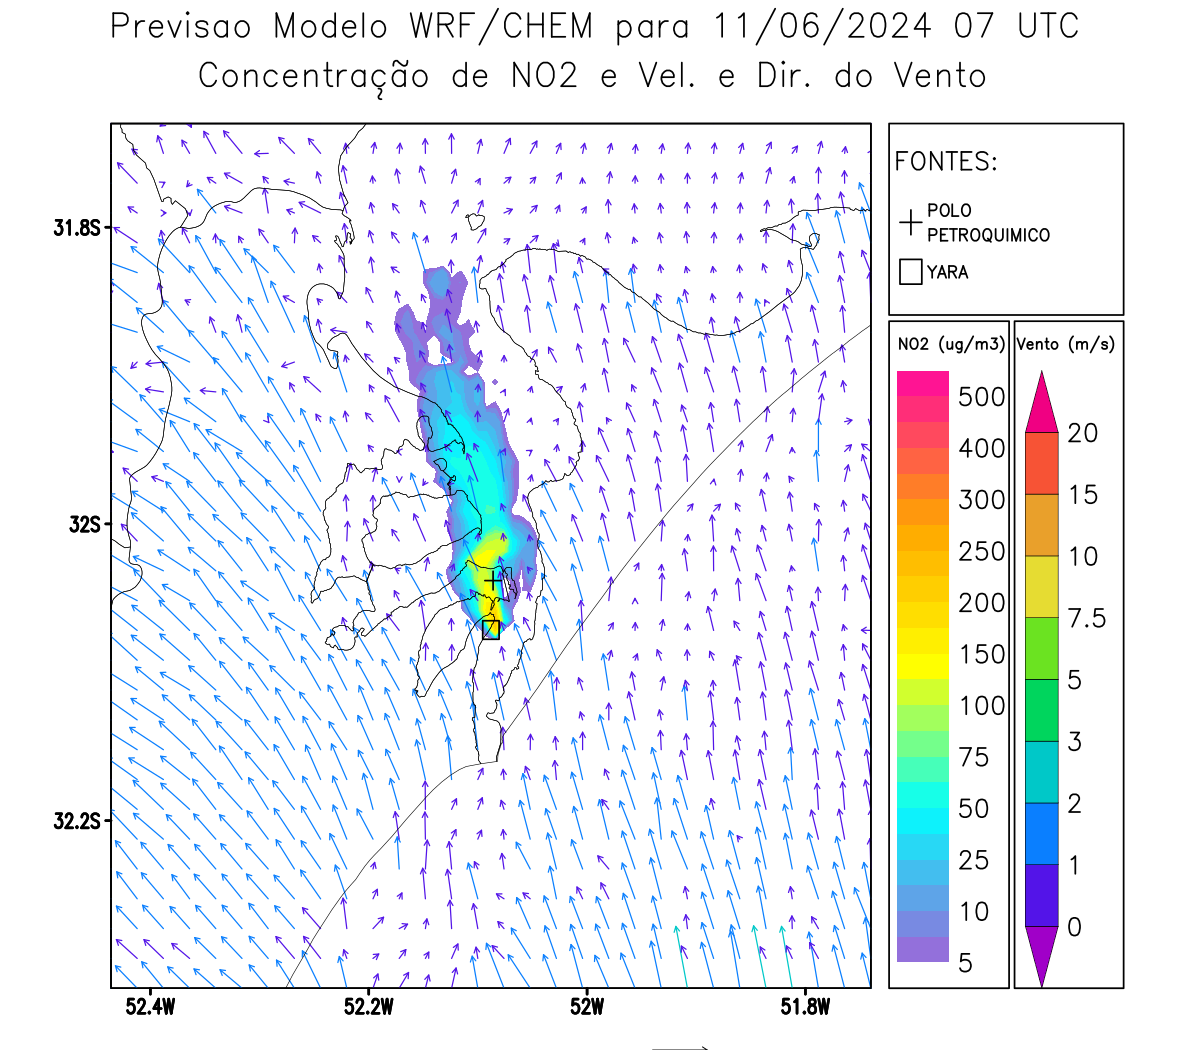 Previsao Modelo WRF/CHEM para 11/06/2024 07 UTC
Concentração de NO2 e Vel. e Dir. do Vento
FONTES:
POLO
PETROQUIMICO
YARA
31.8S
32S
32.2S
52.4W
52.2W
52W
51.8W
NO2 (ug/m3)
500
400
300
250
200
150
100
75
50
25
10
5
Vento (m/s)
20
15
10
7.5
5
3
2
1
0